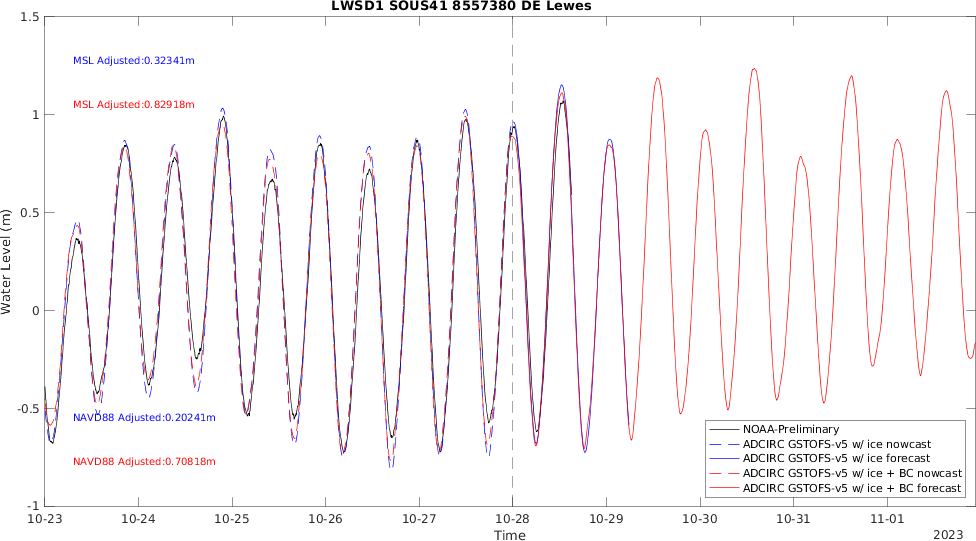 LWSD1 SOUS41 8557380 DE Lewes
1.5
1
0.5
0
-0.5
-1
Water Level (m)
MSL Adjusted:0.32341m
MSL Adjusted:0.82918m
NAVD88 Adjusted:0.20241m
NAVD88 Adjusted:0.70818m
NOAA-Preliminary
ADCIRC GSTOFS-v5 w/ ice nowcast
ADCIRC GSTOFS-v5 w/ ice forecast
ADCIRC GSTOFS-v5 w/ ice + BC nowcast
ADCIRC GSTOFS-v5 w/ ice + BC forecast
10-23 10-24 10-25 10-26 10-27 10-28 10-29 10-30 10-31 11-01
Time
2023